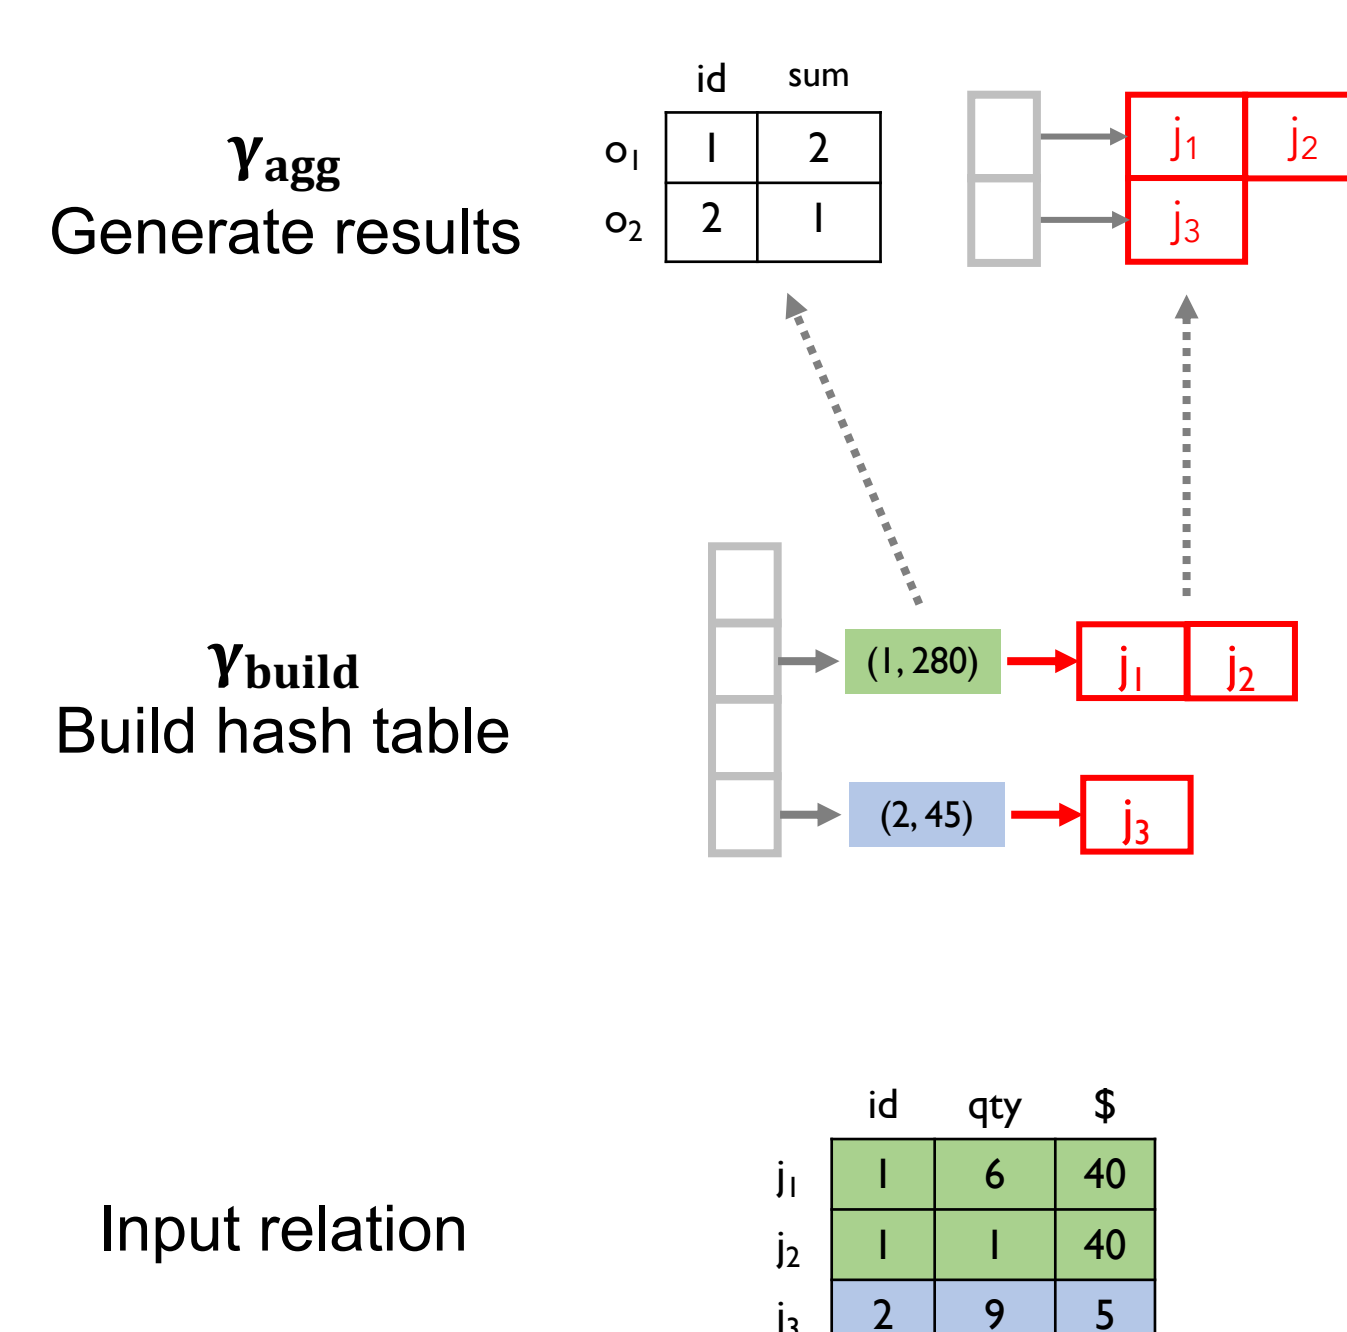 id sum
γagg
Generate results
o1 1 2
o2 2 1
j1 j2
j3
γbuild
Build hash table
(1, 280) j1 j2
(2, 45) j3
Input relation
id qty $
j1 1 6 40
j2 1 1 40
j3 2 9 5